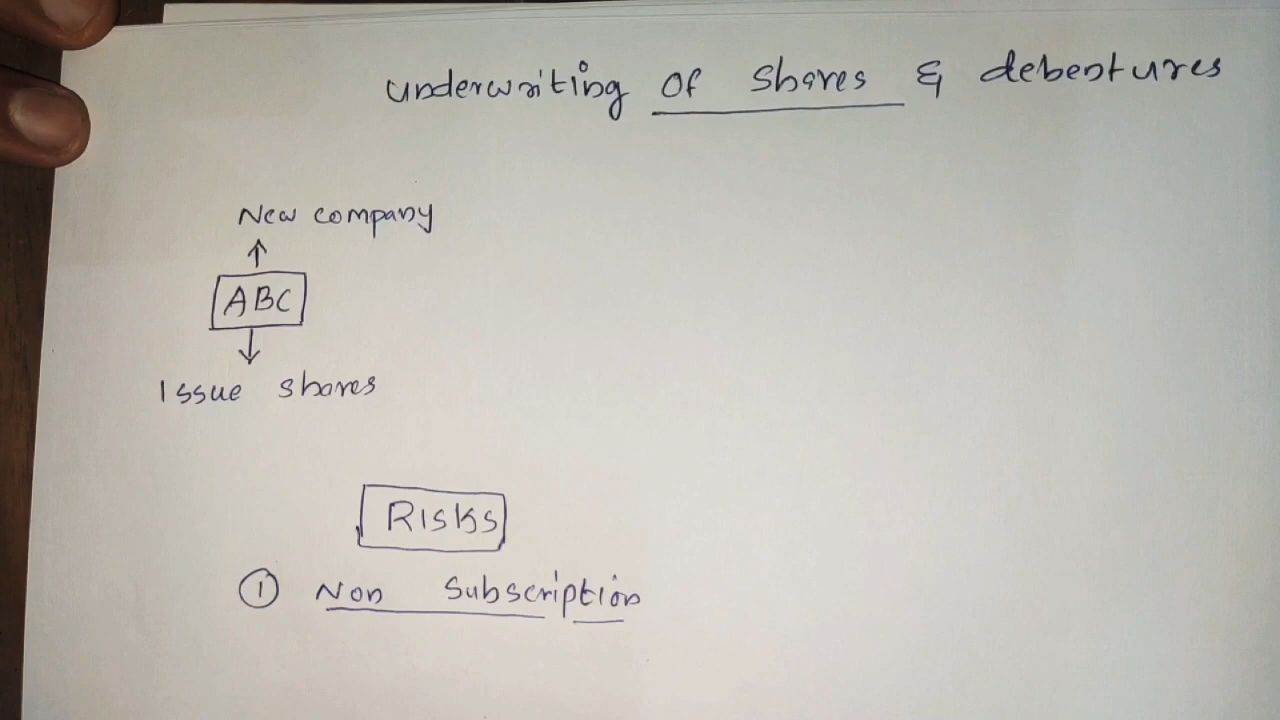 underwriting of shares & debentures
New company
ABC
Issue shares
Risks
① Non Subscription